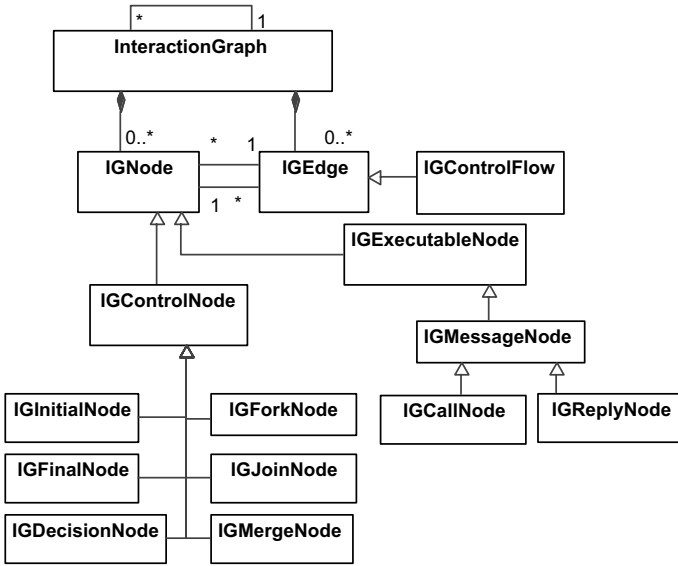 * 1
InteractionGraph
0..* 0..*
* 1
IGNode IGEdge IGControlFlow
1 *
IGExecutableNode
IGControlNode
IGMessageNode
IGInitialNode IGForkNode IGCallNode IGReplyNode
IGFinalNode IGJoinNode
IGDecisionNode IGMergeNode